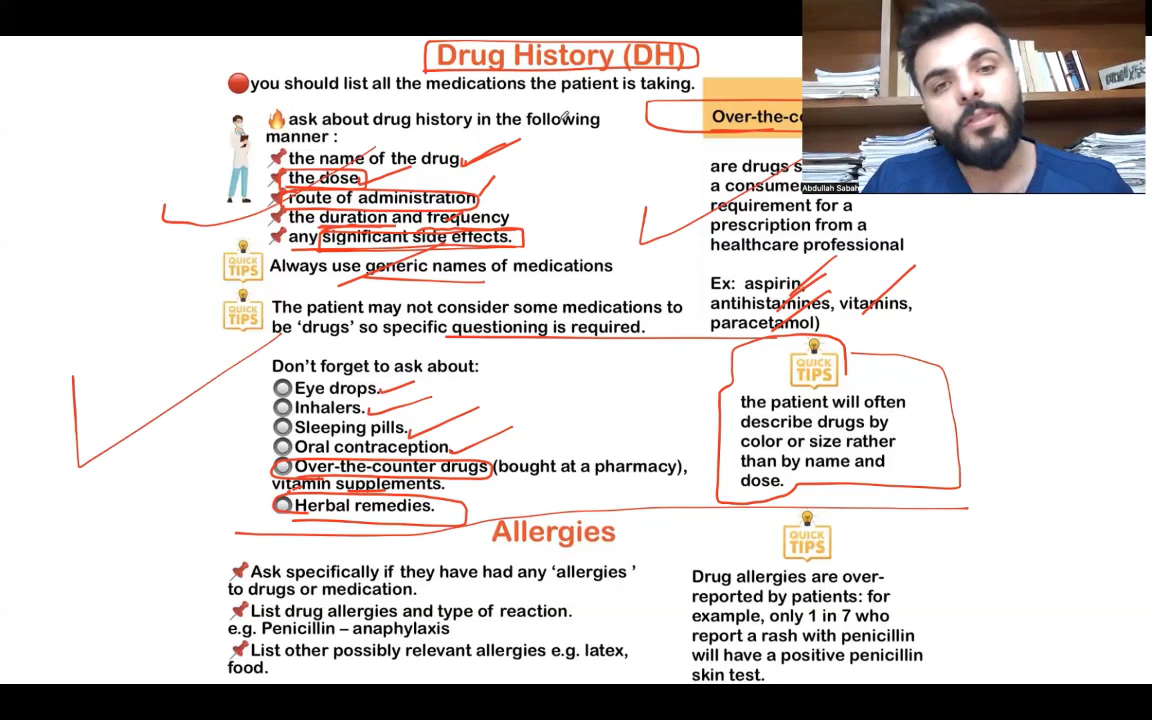 Drug History (DH)
you should list all the medications the patient is taking.
ask about drug history in the following
manner :
the name of the drug
the dose
route of administration
the duration and frequency
any significant side effects.
QUICK
TIPS
Always use generic names of medications
QUICK
TIPS
The patient may not consider some medications to
be ‘drugs’ so specific questioning is required.
Don’t forget to ask about:
Eye drops.
Inhalers.
Sleeping pills.
Oral contraception.
Over-the-counter drugs (bought at a pharmacy),
vitamin supplements.
Herbal remedies.
Over-the-co
are drugs s
a consume
requirement for a
prescription from a
healthcare professional
Ex: aspirin,
antihistamines, vitamins,
paracetamol)
QUICK
TIPS
the patient will often
describe drugs by
color or size rather
than by name and
dose.
Abdullah Sabah
Allergies
Ask specifically if they have had any ‘allergies ’
to drugs or medication.
List drug allergies and type of reaction.
e.g. Penicillin – anaphylaxis
List other possibly relevant allergies e.g. latex,
food.
QUICK
TIPS
Drug allergies are over-
reported by patients: for
example, only 1 in 7 who
report a rash with penicillin
will have a positive penicillin
skin test.